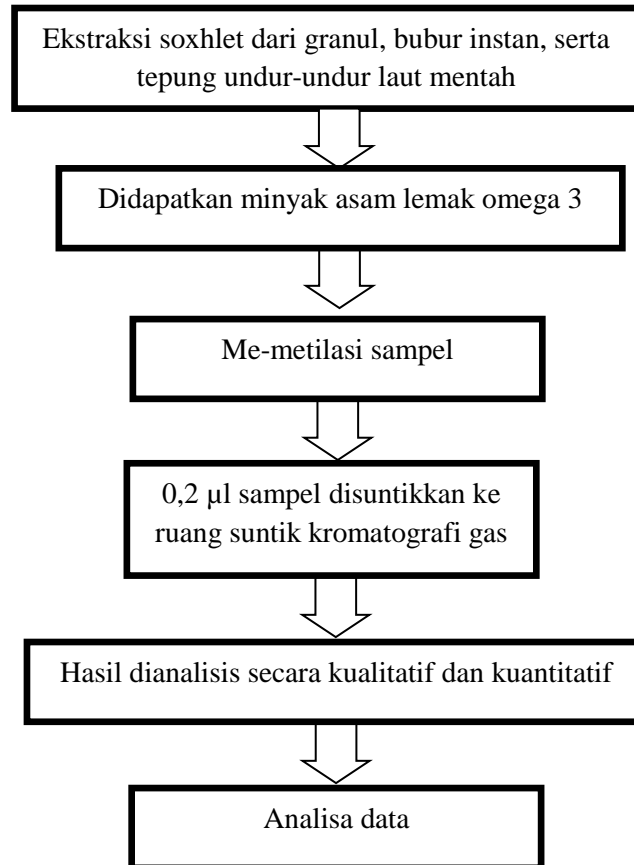 Ekstraksi soxhlet dari granul, bubur instan, serta
tepung undur-undur laut mentah
Didapatkan minyak asam lemak omega 3
Me-metilasi sampel
0,2 µl sampel disuntikkan ke
ruang suntik kromatografi gas
Hasil dianalisis secara kualitatif dan kuantitatif
Analisa data